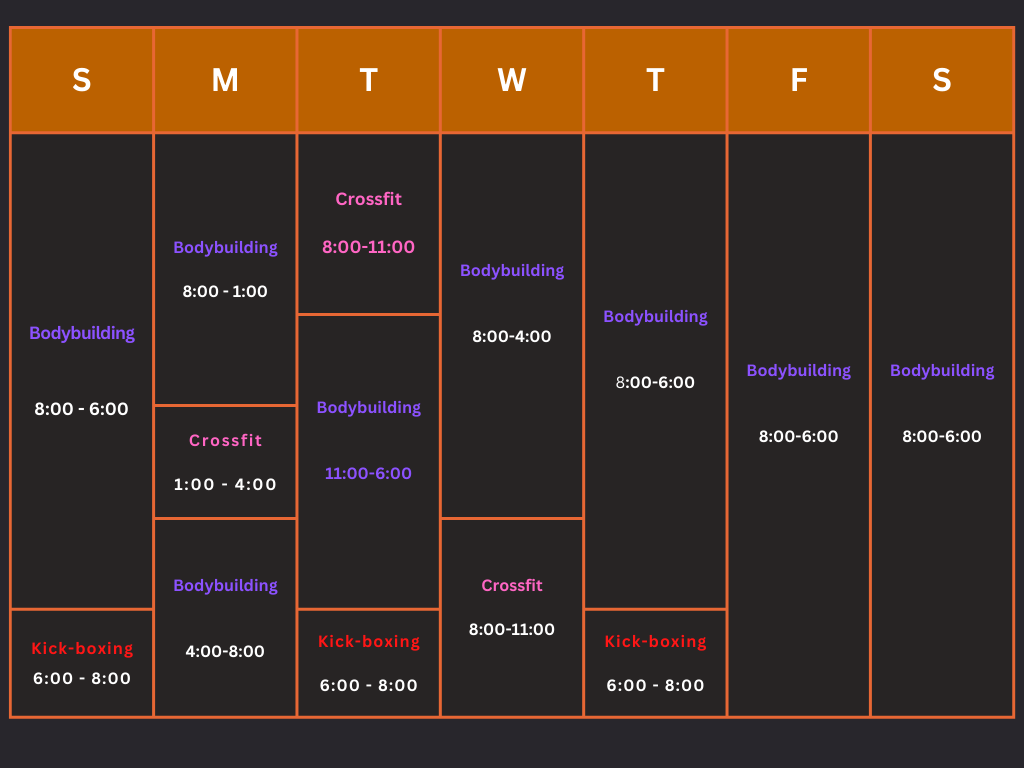 S
M
T
W
T
F
S
Bodybuilding
8:00 - 6:00
Kick-boxing
6:00 - 8:00
Bodybuilding
8:00 - 1:00
Crossfit
1:00 - 4:00
Bodybuilding
4:00-8:00
Crossfit
8:00-11:00
Bodybuilding
11:00-6:00
Kick-boxing
6:00 - 8:00
Bodybuilding
8:00-4:00
Crossfit
8:00-11:00
Bodybuilding
8:00-6:00
Kick-boxing
6:00 - 8:00
Bodybuilding
8:00-6:00
Bodybuilding
8:00-6:00